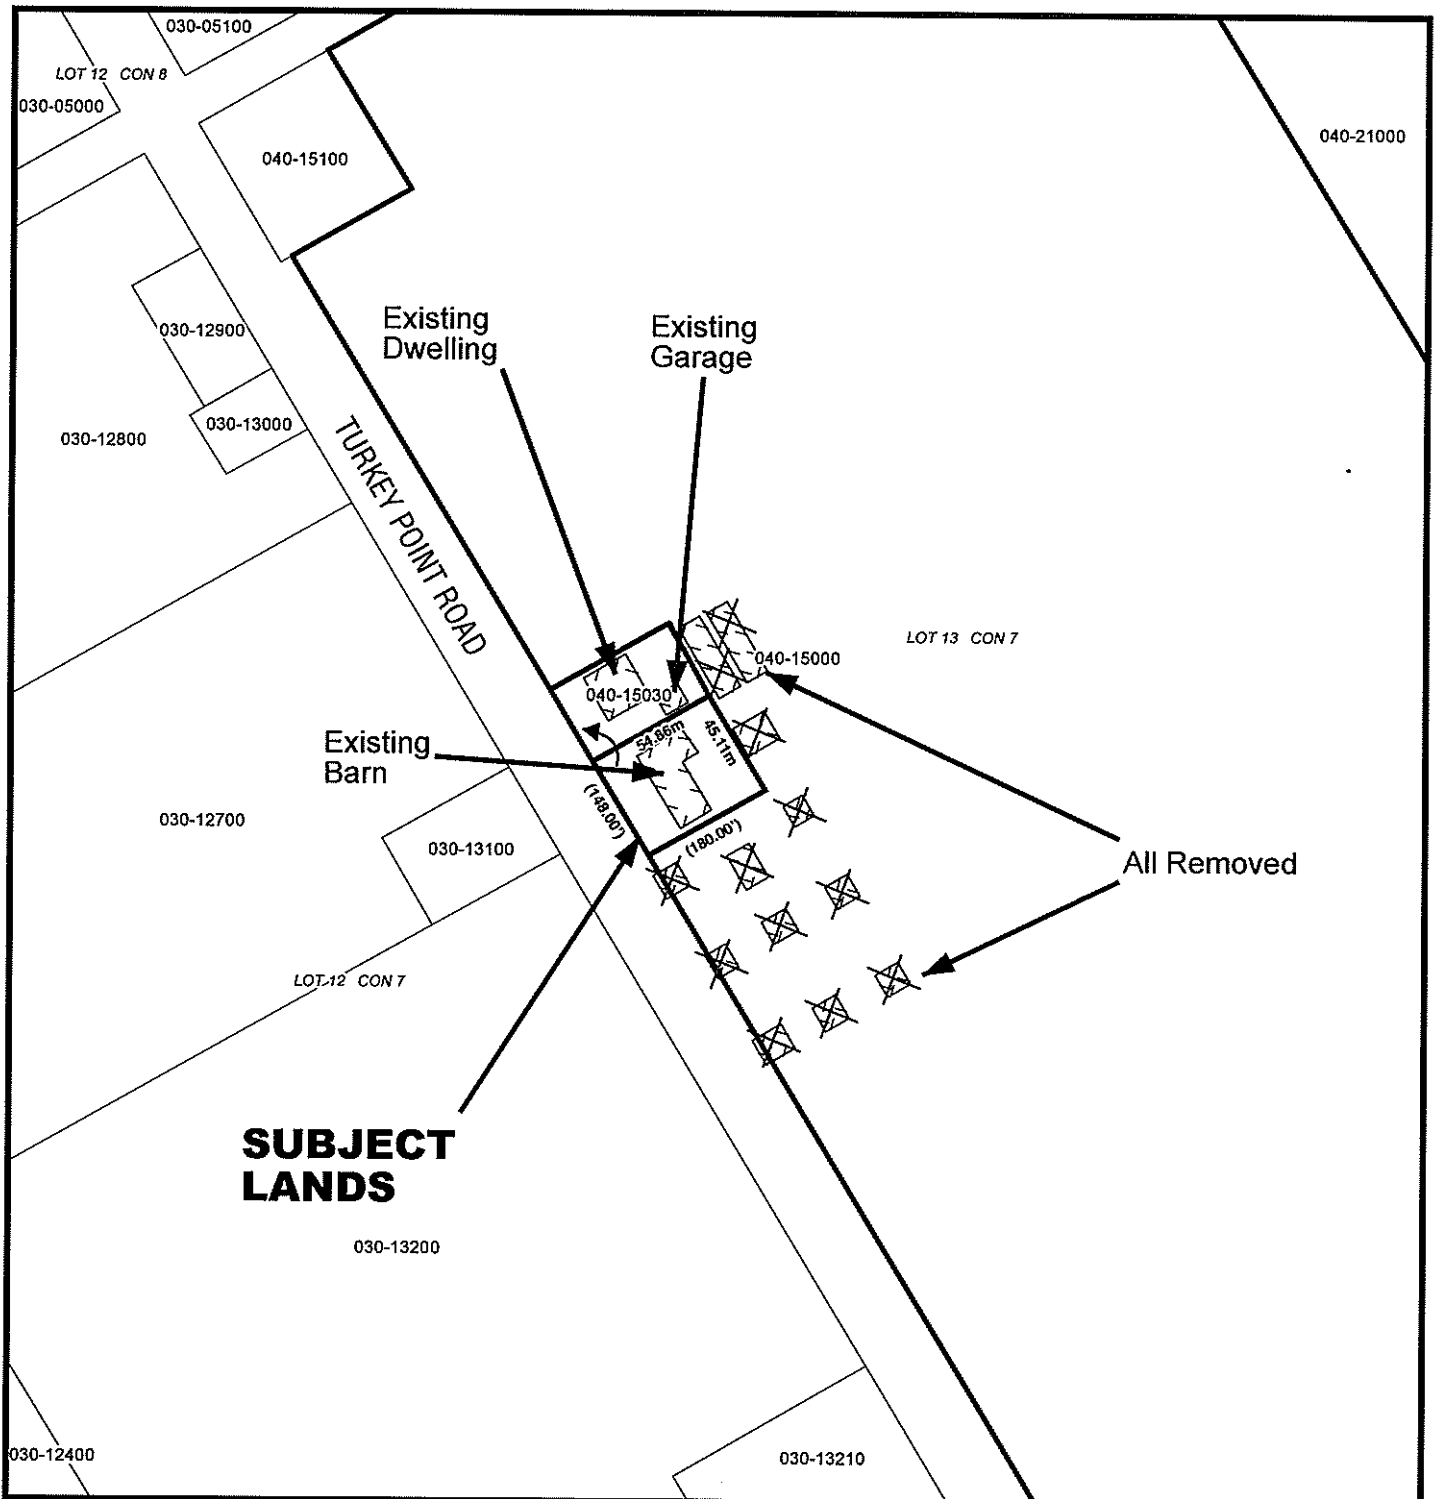 030-05100
LOT 12 CON 8
030-05000
040-15100
040-21000
Existing
Dwelling
Existing
Garage
030-12900
030-13000
030-12800
TURKEY POINT ROAD
LOT 13 CON 7
040-15000
040-15030
54.86m
45.11m
Existing
Barn
(148.00')
(180.00')
030-12700
030-13100
All Removed
LOT 12 CON 7
SUBJECT
LANDS
030-13200
030-12400
030-13210